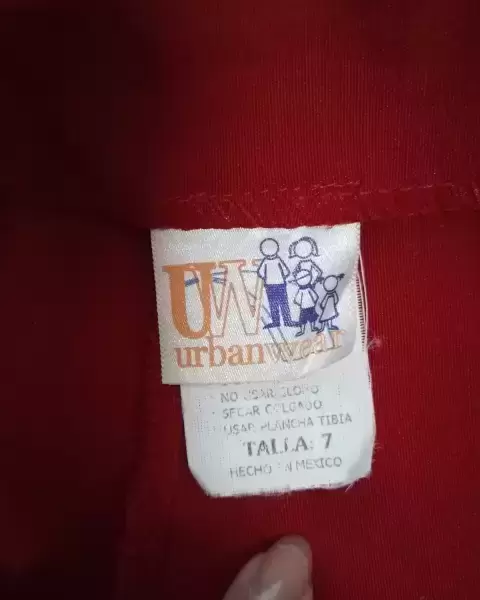 UW
urbanwear
NO USAR CLORO
SECAR COLGADO
USAR PLANCHA TIBIA
TALLA: 7
HECHO EN MEXICO